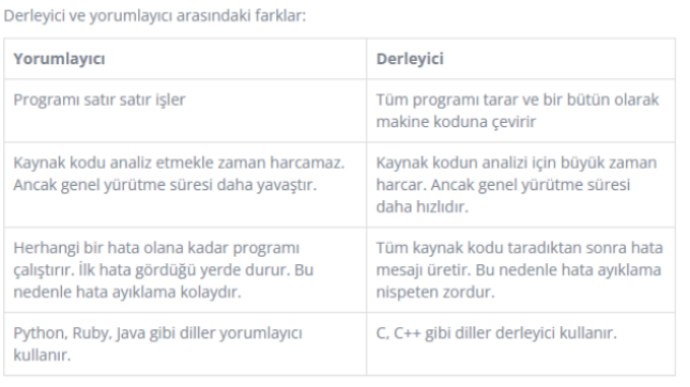 Derleyici ve yorumlayıcı arasındaki farklar:
Yorumlayıcı
Derleyici
Programı satır satır işler
Tüm programı tarar ve bir bütün olarak
makine koduna çevirir
Kaynak kodu analiz etmekle zaman harcamaz.
Ancak genel yürütme süresi daha yavaştır.
Kaynak kodun analizi için büyük zaman
harcar. Ancak genel yürütme süresi
daha hızlıdır.
Herhangi bir hata olana kadar programı
çalıştırır. İlk hata gördüğü yerde durur. Bu
nedenle hata ayıklama kolaydır.
Tüm kaynak kodu taradıktan sonra hata
mesajı üretir. Bu nedenle hata ayıklama
nispeten zordur.
Python, Ruby, Java gibi diller yorumlayıcı
kullanır.
C, C++ gibi diller derleyici kullanır.